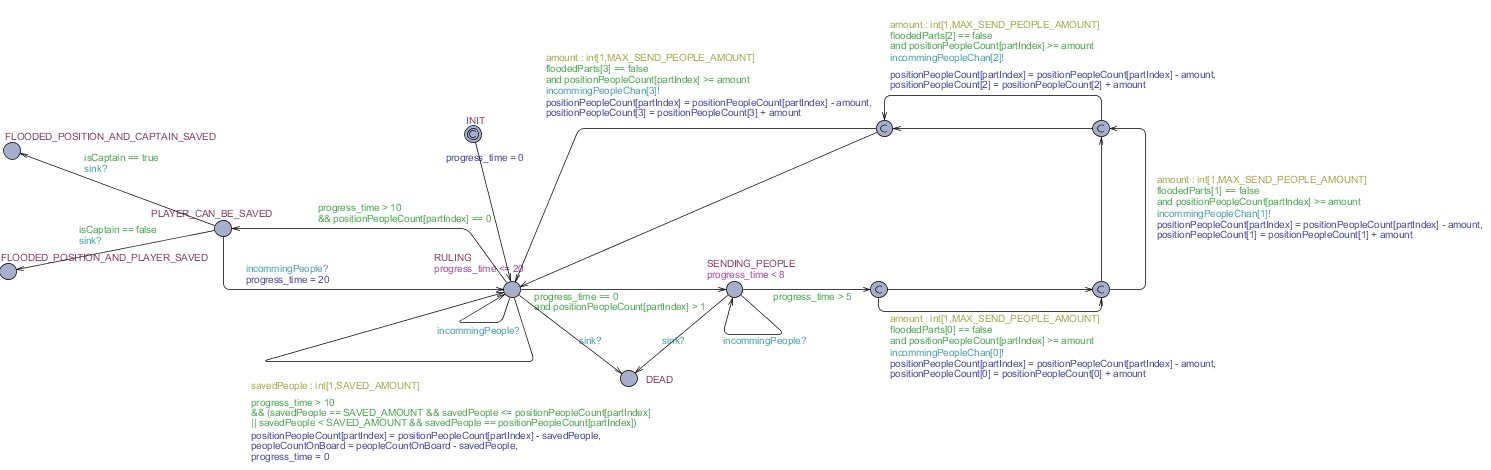 amount : int[1,MAX_SEND_PEOPLE_AMOUNT]
floodedParts[2] == false
and positionPeopleCount[partIndex] >= amount
incommingPeopleChan[2]!
positionPeopleCount[partIndex] = positionPeopleCount[partIndex] - amount,
positionPeopleCount[2] = positionPeopleCount[2] + amount
amount : int[1,MAX_SEND_PEOPLE_AMOUNT]
floodedParts[3] == false
and positionPeopleCount[partIndex] >= amount
incommingPeopleChan[3]!
positionPeopleCount[partIndex] = positionPeopleCount[partIndex] - amount,
positionPeopleCount[3] = positionPeopleCount[3] + amount
INIT
progress_time = 0
FLOODED_POSITION_AND_CAPTAIN_SAVED
isCaptain == true
sink?
C
C
C
amount : int[1,MAX_SEND_PEOPLE_AMOUNT]
floodedParts[1] == false
and positionPeopleCount[partIndex] >= amount
incommingPeopleChan[1]!
positionPeopleCount[partIndex] = positionPeopleCount[partIndex] - amount,
positionPeopleCount[1] = positionPeopleCount[1] + amount
PLAYER_CAN_BE_SAVED
progress_time > 10
&& positionPeopleCount[partIndex] == 0
isCaptain == false
sink?
FLOODED_POSITION_AND_PLAYER_SAVED
incommingPeople?
progress_time = 20
RULING
progress_time <= 20
SENDING_PEOPLE
progress_time < 8
progress_time == 0
and positionPeopleCount[partIndex] > 1
progress_time > 5
C
C
incommingPeople?
sink?
sink?
incommingPeople?
amount : int[1,MAX_SEND_PEOPLE_AMOUNT]
floodedParts[0] == false
and positionPeopleCount[partIndex] >= amount
incommingPeopleChan[0]!
positionPeopleCount[partIndex] = positionPeopleCount[partIndex] - amount,
positionPeopleCount[0] = positionPeopleCount[0] + amount
DEAD
savedPeople : int[1,SAVED_AMOUNT]
progress_time > 10
&& (savedPeople == SAVED_AMOUNT && savedPeople <= positionPeopleCount[partIndex]
|| savedPeople < SAVED_AMOUNT && savedPeople == positionPeopleCount[partIndex])
positionPeopleCount[partIndex] = positionPeopleCount[partIndex] - savedPeople,
peopleCountOnBoard = peopleCountOnBoard - savedPeople,
progress_time = 0